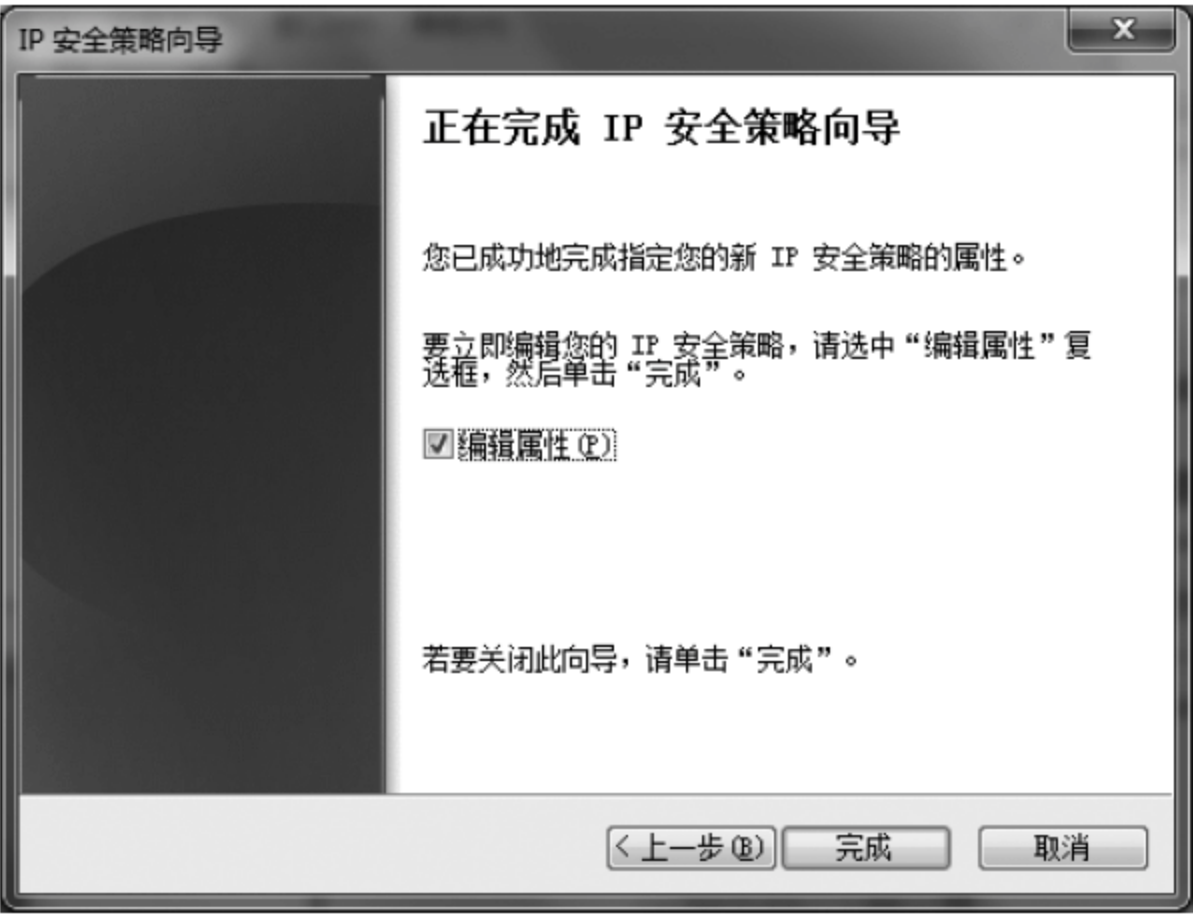 IP 安全策略向导
正在完成 IP 安全策略向导
您已成功地完成指定您的新 IP 安全策略的属性。
要立即编辑您的 IP 安全策略，请选中“编辑属性”复
选框，然后单击“完成”。
编辑属性(P)
若要关闭此向导，请单击“完成”。
<上一步(B) 完成 取消